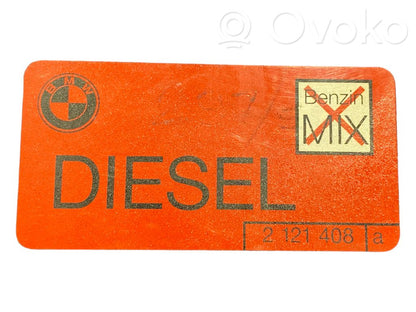 Ovoko
BMW
Benzin
MIX
DIESEL
2 121 408 a